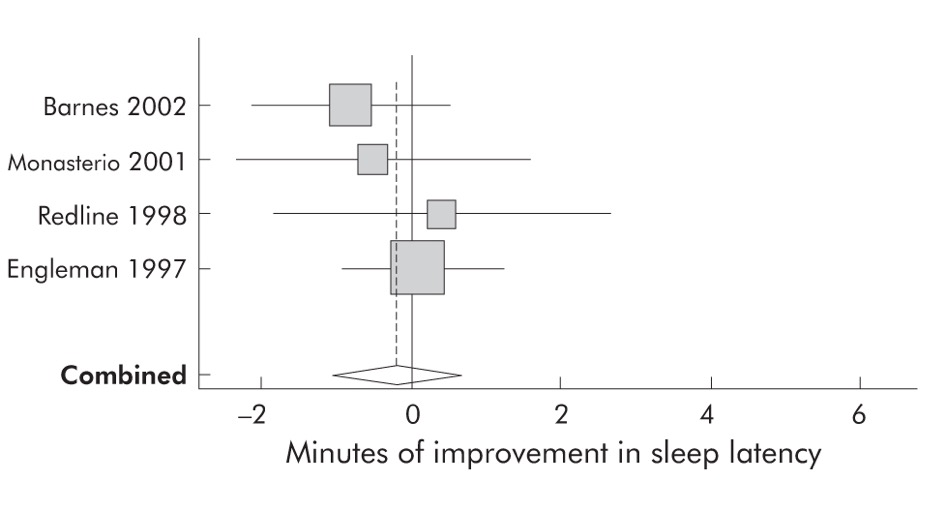 Barnes 2002
Monasterio 2001
Redline 1998
Engleman 1997
Combined
–2 0 2 4 6
Minutes of improvement in sleep latency